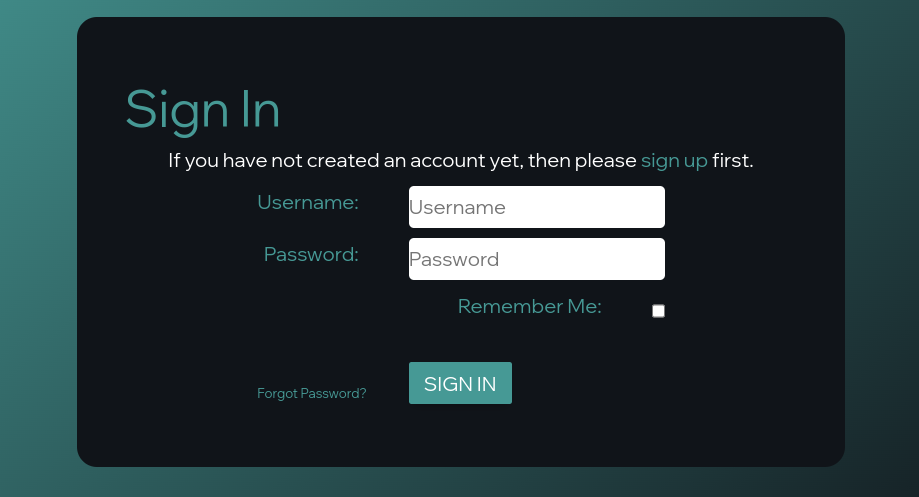 Sign In
If you have not created an account yet, then please sign up first.
Username: Username
Password: Password
Remember Me:
Forgot Password? SIGN IN